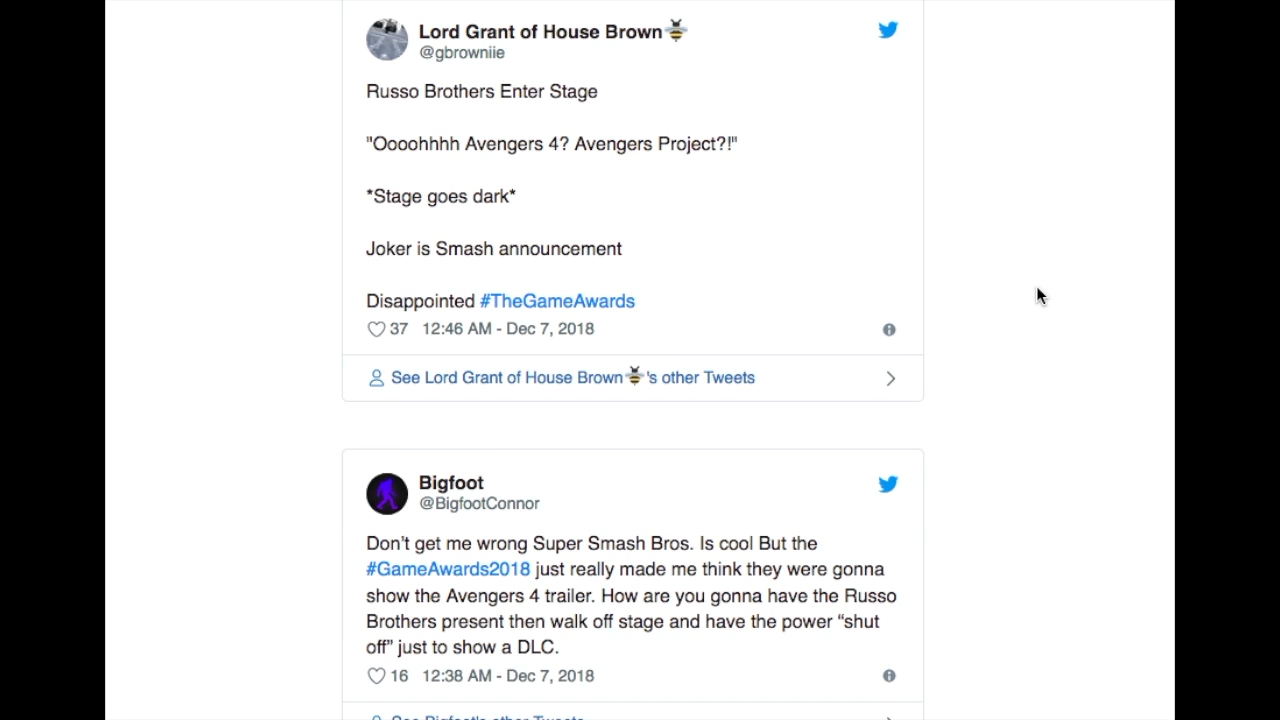 Lord Grant of House Brown🐝
@gbrowniie
Russo Brothers Enter Stage
"Oooohhhh Avengers 4? Avengers Project?!"
*Stage goes dark*
Joker is Smash announcement
Disappointed #TheGameAwards
37 12:46 AM - Dec 7, 2018
See Lord Grant of House Brown🐝's other Tweets
Bigfoot
@BigfootConnor
Don’t get me wrong Super Smash Bros. Is cool But the
#GameAwards2018 just really made me think they were gonna
show the Avengers 4 trailer. How are you gonna have the Russo
Brothers present then walk off stage and have the power “shut
off” just to show a DLC.
16 12:38 AM - Dec 7, 2018
See Bigfoot's other Tweets